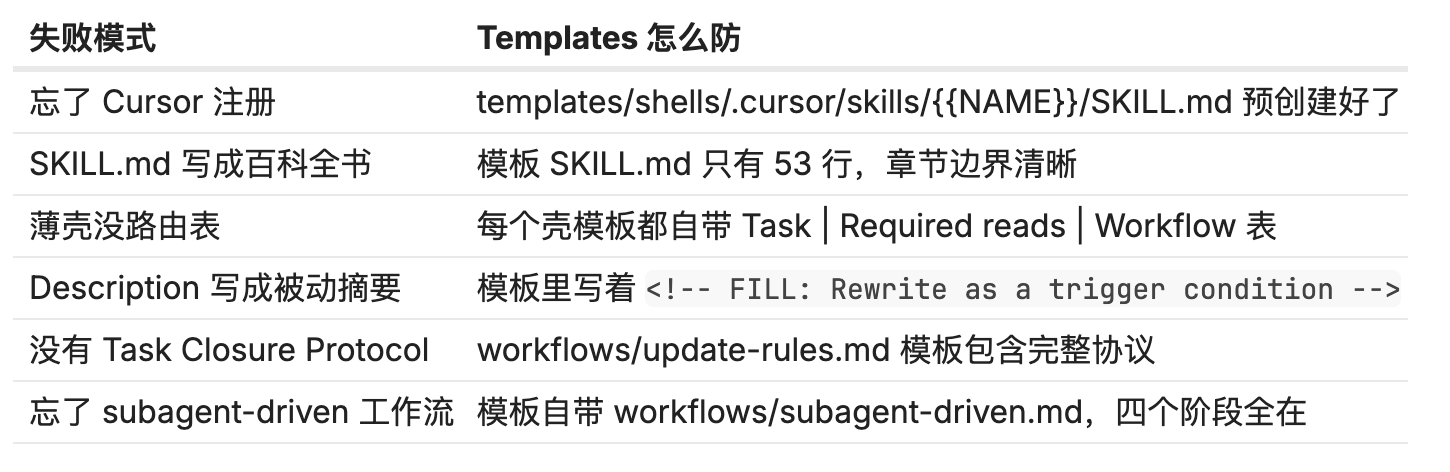 失败模式 Templates 怎么防
忘了 Cursor 注册 templates/shells/.cursor/skills/{{NAME}}/SKILL.md 预创建好了
SKILL.md 写成百科全书 模板 SKILL.md 只有 53 行，章节边界清晰
薄壳没路由表 每个壳模板都自带 Task | Required reads | Workflow 表
Description 写成被动摘要 模板里写着 <!-- FILL: Rewrite as a trigger condition -->
没有 Task Closure Protocol workflows/update-rules.md 模板包含完整协议
忘了 subagent-driven 工作流 模板自带 workflows/subagent-driven.md，四个阶段全在